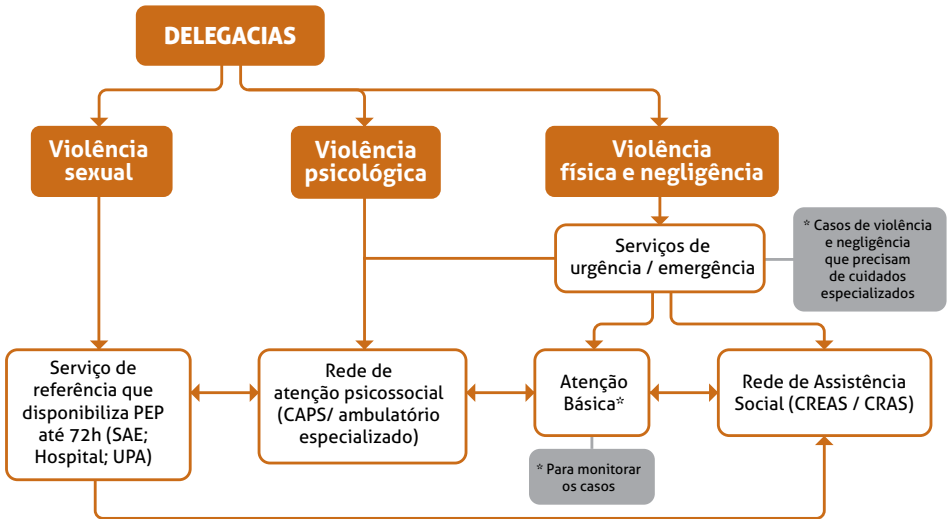 DELEGACIAS
Violência
sexual
Violência
psicológica
Violência
física e negligência
Serviços de
urgência / emergência
* Casos de violência
e negligência
que precisam
de cuidados
especializados
Serviço de
referência que
disponibiliza PEP
até 72h (SAE;
Hospital; UPA)
Rede de
atenção psicossocial
(CAPS/ ambulatório
especializado)
Atenção
Básica*
Rede de Assistência
Social (CREAS / CRAS)
* Para monitorar
os casos